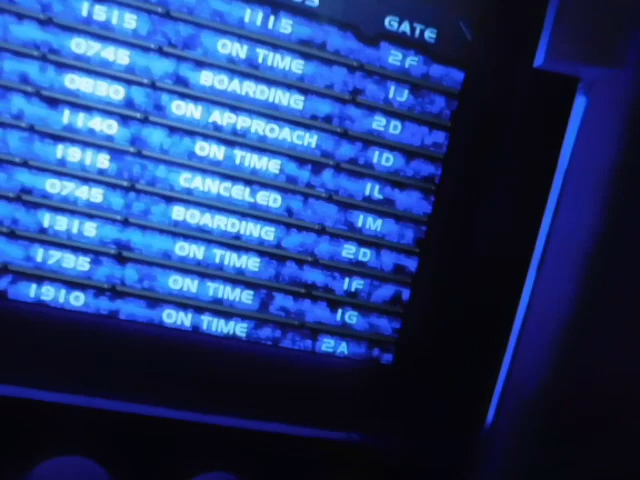 GATE
1115 2F
1515 ON TIME 1J
0745 BOARDING 2D
0830 ON APPROACH 1D
1140 ON TIME 1L
1915 CANCELED 1M
0745 BOARDING 2D
1315 ON TIME 1F
1735 ON TIME 1G
1910 ON TIME 2A